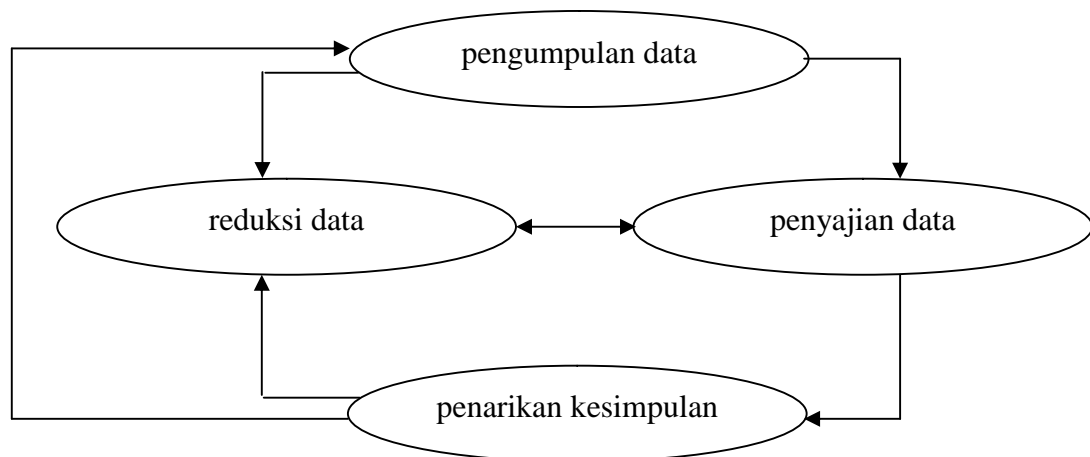 pengumpulan data
reduksi data
penyajian data
penarikan kesimpulan